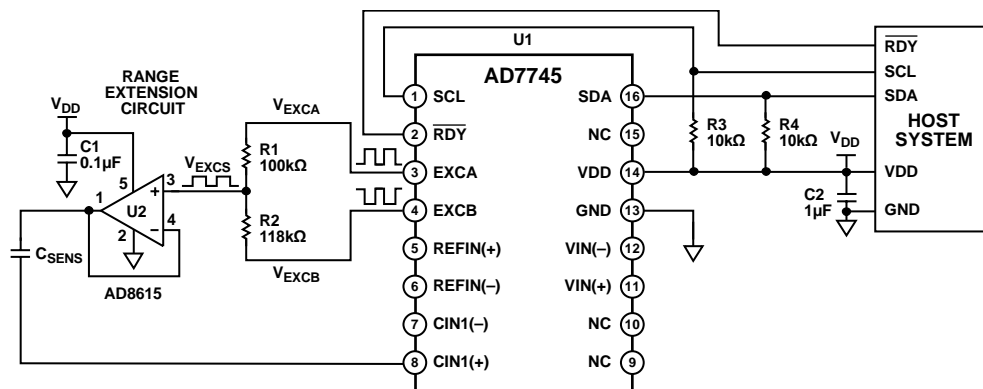 U1
AD7745
RANGE
EXTENSION
CIRCUIT
VDD
C1
0.1µF
5
1
3
4
2
+
–
U2
AD8615
CSENS
VEXCS
VEXCA
VEXCB
R1
100kΩ
R2
118kΩ
1 SCL
2 RDY
3 EXCA
4 EXCB
5 REFIN(+)
6 REFIN(–)
7 CIN1(–)
8 CIN1(+)
SDA 16
NC 15
VDD 14
GND 13
VIN(–) 12
VIN(+) 11
NC 10
NC 9
R3
10kΩ
R4
10kΩ
VDD
C2
1µF
RDY
SCL
SDA
HOST
SYSTEM
VDD
GND